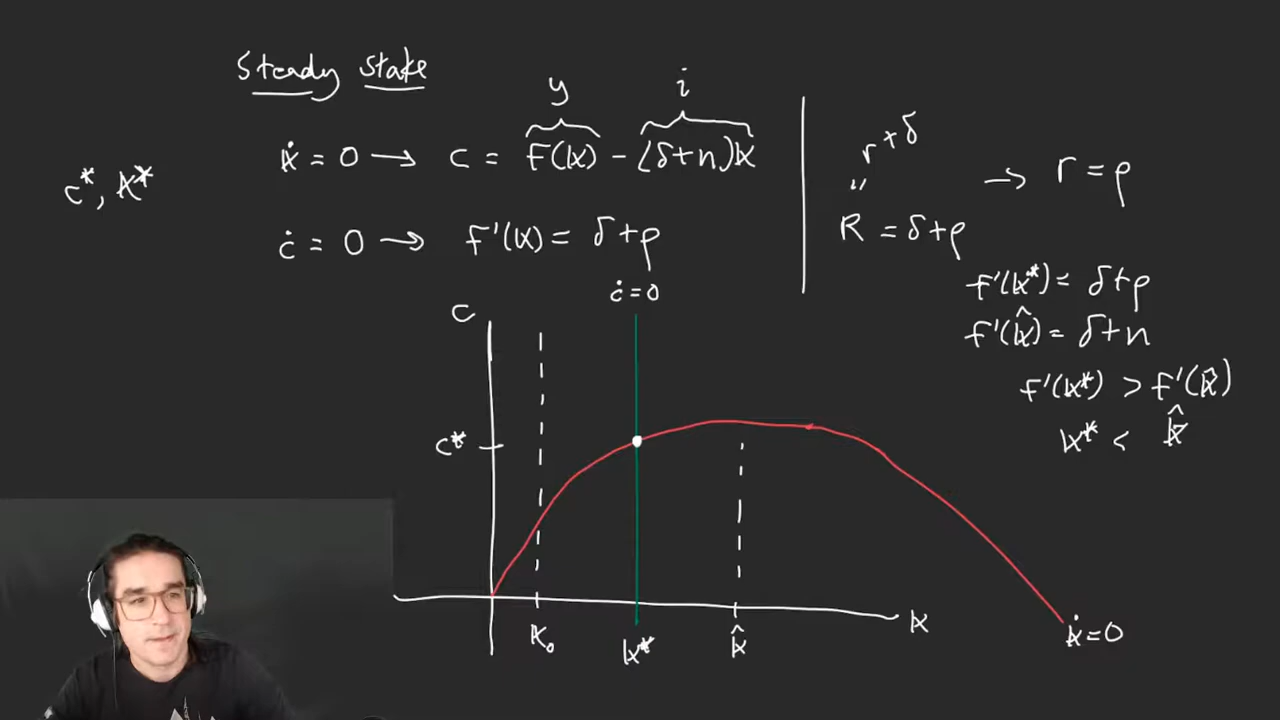 Steady state
y
i
k̇ = 0 → c = F(k) - (δ+n)k
c*, k*
ċ = 0 → f'(k) = δ+ρ
r+δ
"
R = δ+ρ
→ r = ρ
f'(k*) = δ+ρ
f'(k̂) = δ+n
f'(k*) > f'(k̂)
k* < k̂
ċ=0
c
c*
k₀
k*
k̂
k
k̇=0